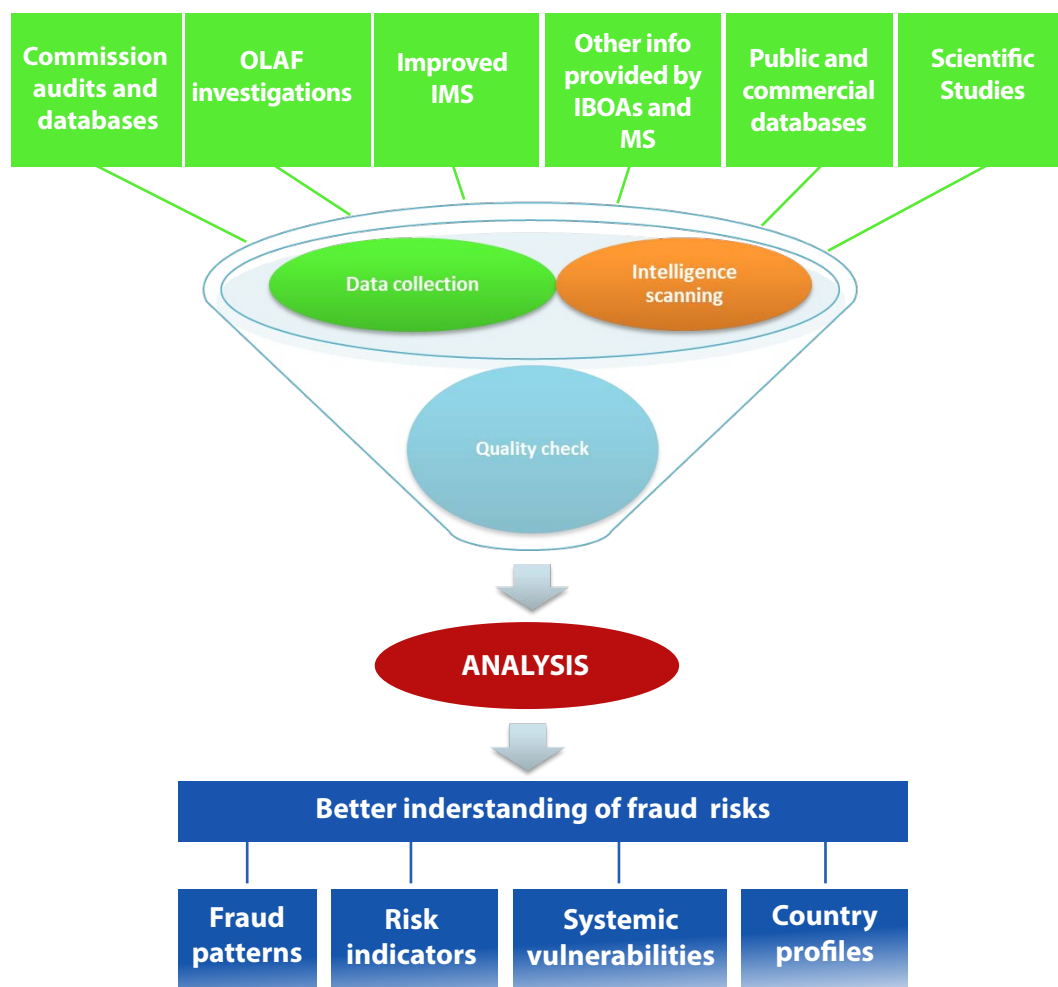 Commission
audits and
databases
OLAF
investigations
Improved
IMS
Other info
provided by
IBOAs and
MS
Public and
commercial
databases
Scientific
Studies
Data collection
Intelligence
scanning
Quality check
ANALYSIS
Better inderstanding of fraud risks
Fraud
patterns
Risk
indicators
Systemic
vulnerabilities
Country
profiles